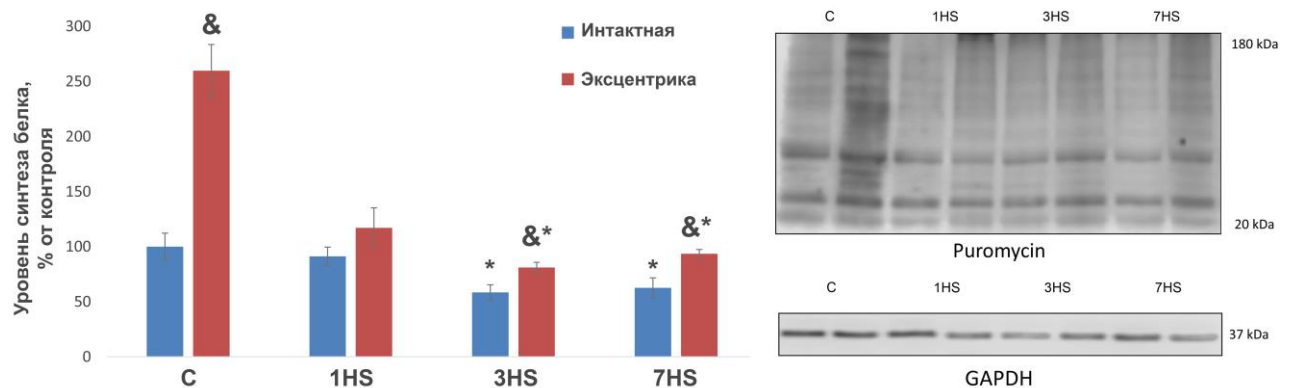 Уровень синтеза белка,
% от контроля
300
250
200
150
100
50
0
&
&*
&*
*
*
Интактная
Эксцентрика
C
1HS
3HS
7HS
C 1HS 3HS 7HS
180 kDa
20 kDa
Puromycin
C 1HS 3HS 7HS
37 kDa
GAPDH